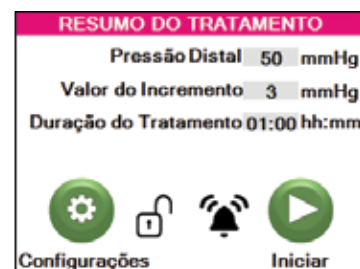 RESUMO DO TRATAMENTO
Pressão Distal 50 mmHg
Valor do Incremento 3 mmHg
Duração do Tratamento 01:00 hh:mm
Configurações Iniciar